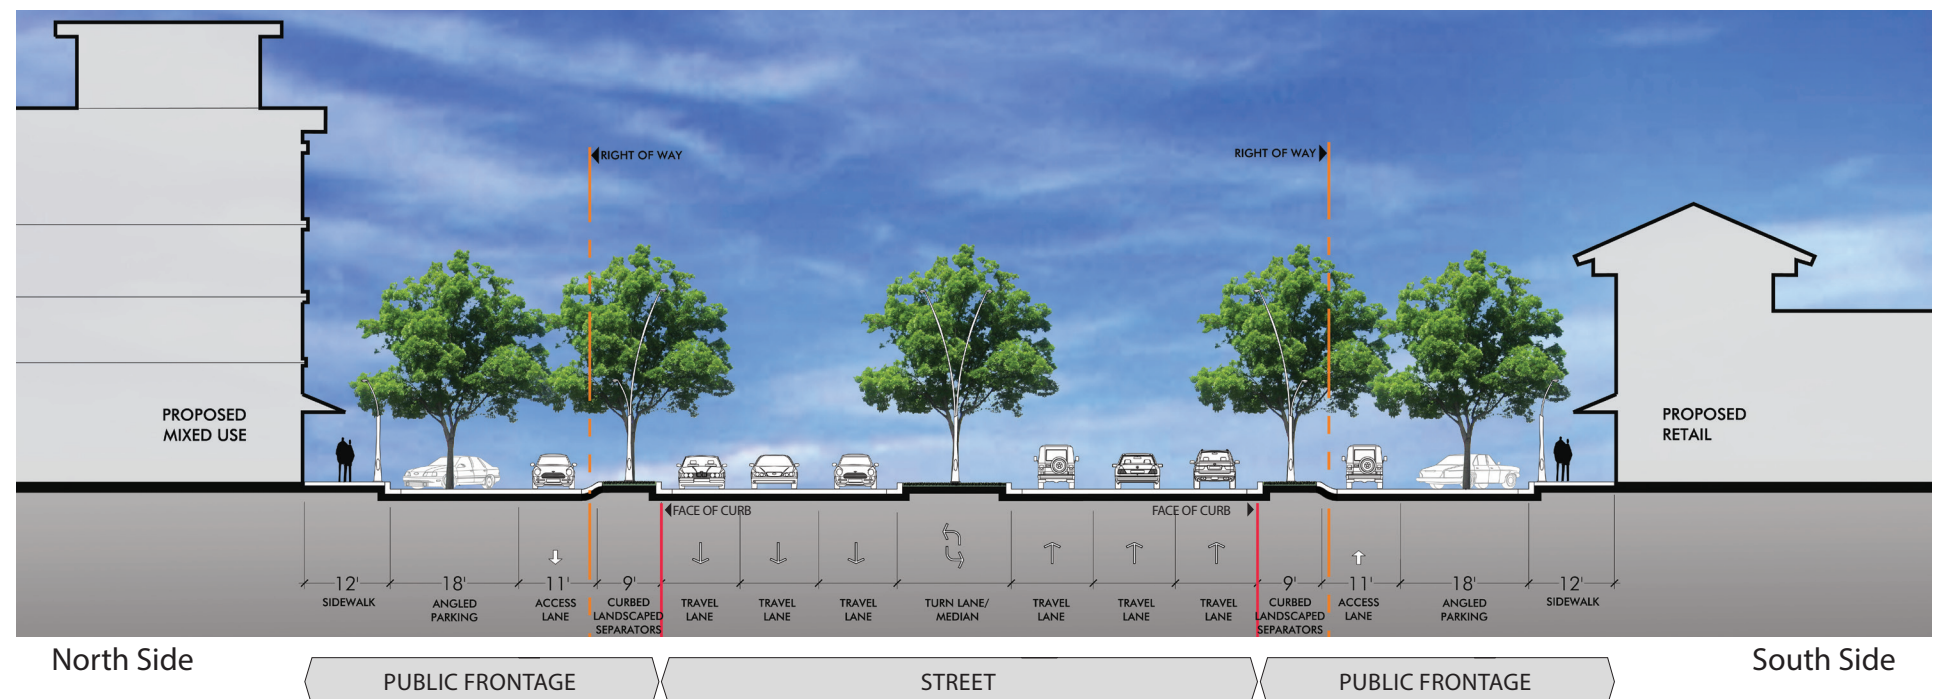 RIGHT OF WAY
RIGHT OF WAY
PROPOSED
MIXED USE
PROPOSED
RETAIL
FACE OF CURB
FACE OF CURB
12' 18' 11' 9' 9' 11' 18' 12'
SIDEWALK
ANGLED
PARKING
ACCESS
LANE
CURBED
LANDSCAPED
SEPARATORS
TRAVEL
LANE
TRAVEL
LANE
TRAVEL
LANE
TURN LANE/
MEDIAN
TRAVEL
LANE
TRAVEL
LANE
TRAVEL
LANE
CURBED
LANDSCAPED
SEPARATORS
ACCESS
LANE
ANGLED
PARKING
SIDEWALK
North Side
South Side
PUBLIC FRONTAGE
STREET
PUBLIC FRONTAGE